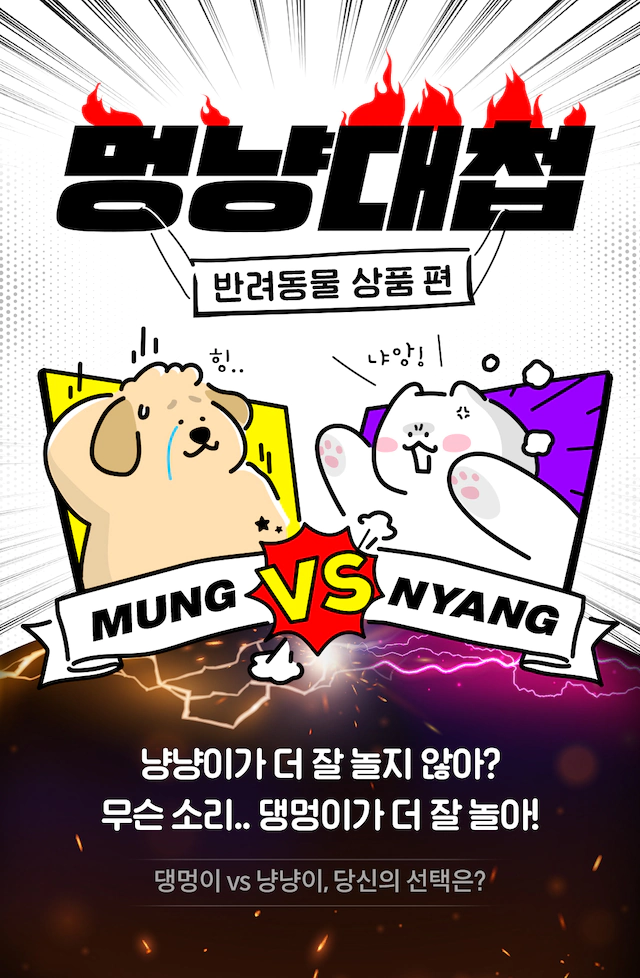 멍냥대첩
반려동물 상품 편
힝..
냐앙!
MUNG VS NYANG
냥냥이가 더 잘 놀지 않아?
무슨 소리.. 댕멍이가 더 잘 놀아!
댕멍이 vs 냥냥이, 당신의 선택은?